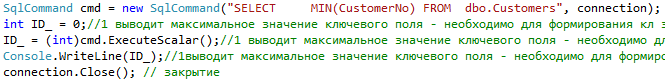 SqlCommand cmd = new SqlCommand("SELECT     MIN(CustomerNo) FROM  dbo.Customers", connection);
int ID_ = 0;//1 выводит максимальное значение ключевого поля - необходимо для формирования кл з
ID_ = (int)cmd.ExecuteScalar();//1 выводит максимальное значение ключевого поля - необходимо дл
Console.WriteLine(ID_);//1выводит максимальное значение ключевого поля - необходимо для формиро
connection.Close(); // закрытие